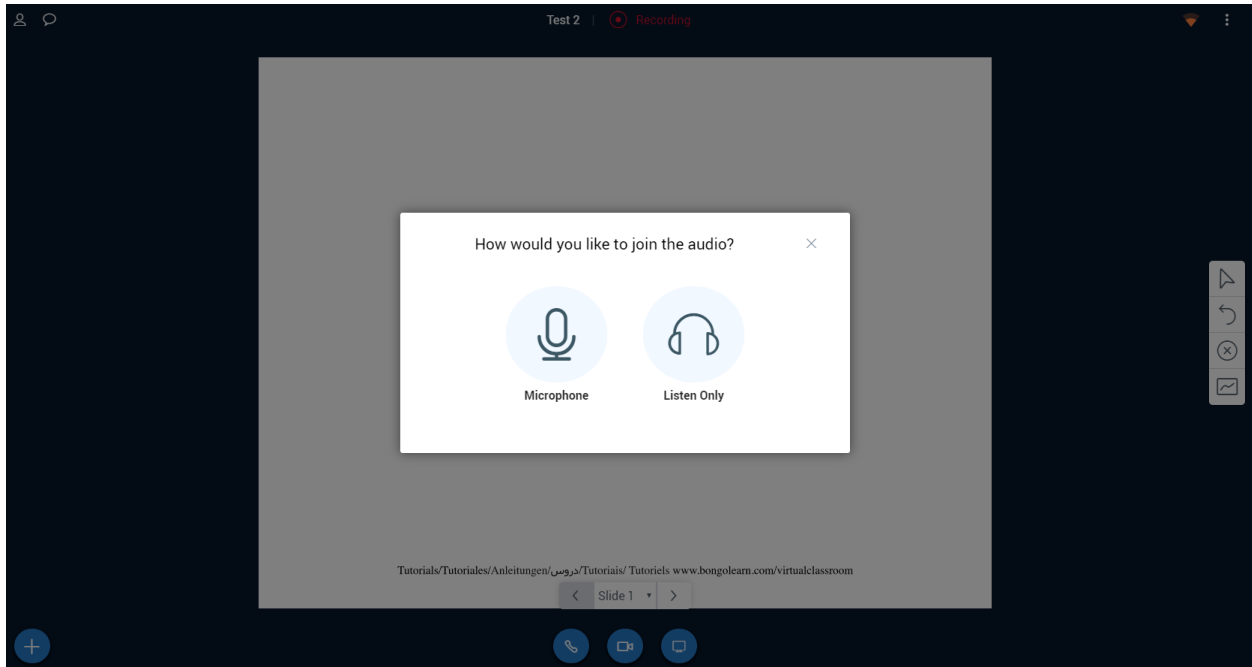 Test 2
Recording
How would you like to join the audio?
Microphone
Listen Only
Tutorials/Tutoriales/Anleitungen/دروس/Tutoriais/ Tutoriels www.bongolearn.com/virtualclassroom
Slide 1